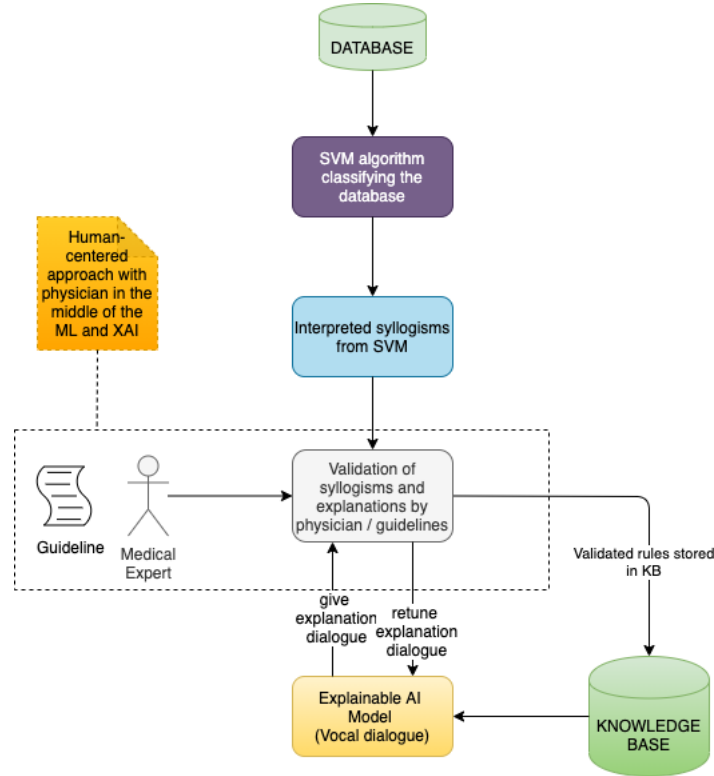 DATABASE
SVM algorithm
classifying the
database
Human-
centered
approach with
physician in the
middle of the
ML and XAI
Interpreted syllogisms
from SVM
Validation of
syllogisms and
explanations by
physician / guidelines
Guideline
Medical
Expert
Validated rules stored
in KB
give
explanation
dialogue
retune
explanation
dialogue
Explainable AI
Model
(Vocal dialogue)
KNOWLEDGE
BASE